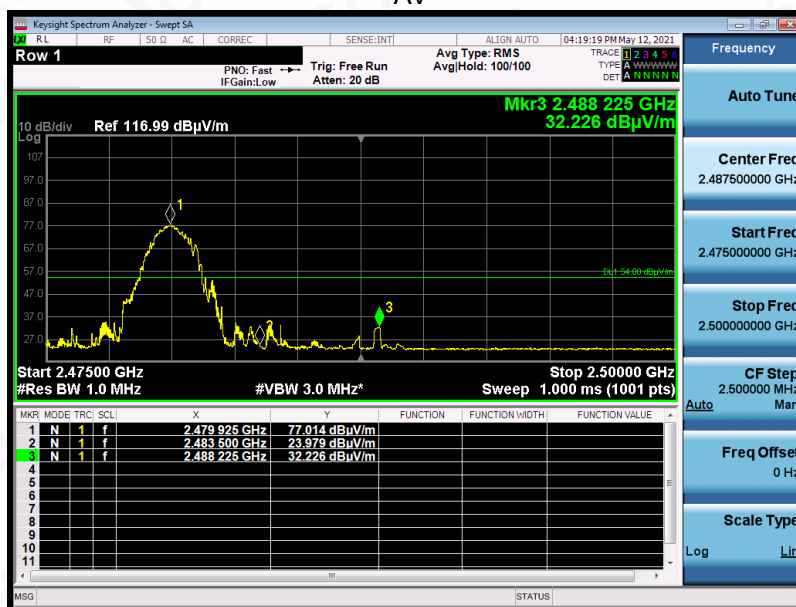 AV
Keysight Spectrum Analyzer - Swept SA
LXI RL RF 50 Ω AC CORREC SENSE:INT ALIGN AUTO 04:19:19 PM May 12, 2021
Row 1
PNO: Fast
IFGain:Low
Trig: Free Run
Atten: 20 dB
Avg Type: RMS
Avg|Hold: 100/100
TRACE 1 2 3 4 5 6
TYPE A WWWWW
DET A N N N N N
Mkr3 2.488 225 GHz
32.226 dBµV/m
10 dB/div Ref 116.99 dBµV/m
Log
107
97.0
87.0
77.0
67.0
57.0
47.0
37.0
27.0
1
2
3
DL1 54.00 dBµV/m
Start 2.47500 GHz Stop 2.50000 GHz
#Res BW 1.0 MHz #VBW 3.0 MHz* Sweep 1.000 ms (1001 pts)
MKR MODE TRC SCL X Y FUNCTION FUNCTION WIDTH FUNCTION VALUE
1 N 1 f 2.479 925 GHz 77.014 dBµV/m
2 N 1 f 2.483 500 GHz 23.979 dBµV/m
3 N 1 f 2.488 225 GHz 32.226 dBµV/m
4
5
6
7
8
9
10
11
MSG STATUS
Frequency
Auto Tune
Center Freq
2.487500000 GHz
Start Freq
2.475000000 GHz
Stop Freq
2.500000000 GHz
CF Step
2.500000 MHz
Auto Man
Freq Offset
0 Hz
Scale Type
Log Lin